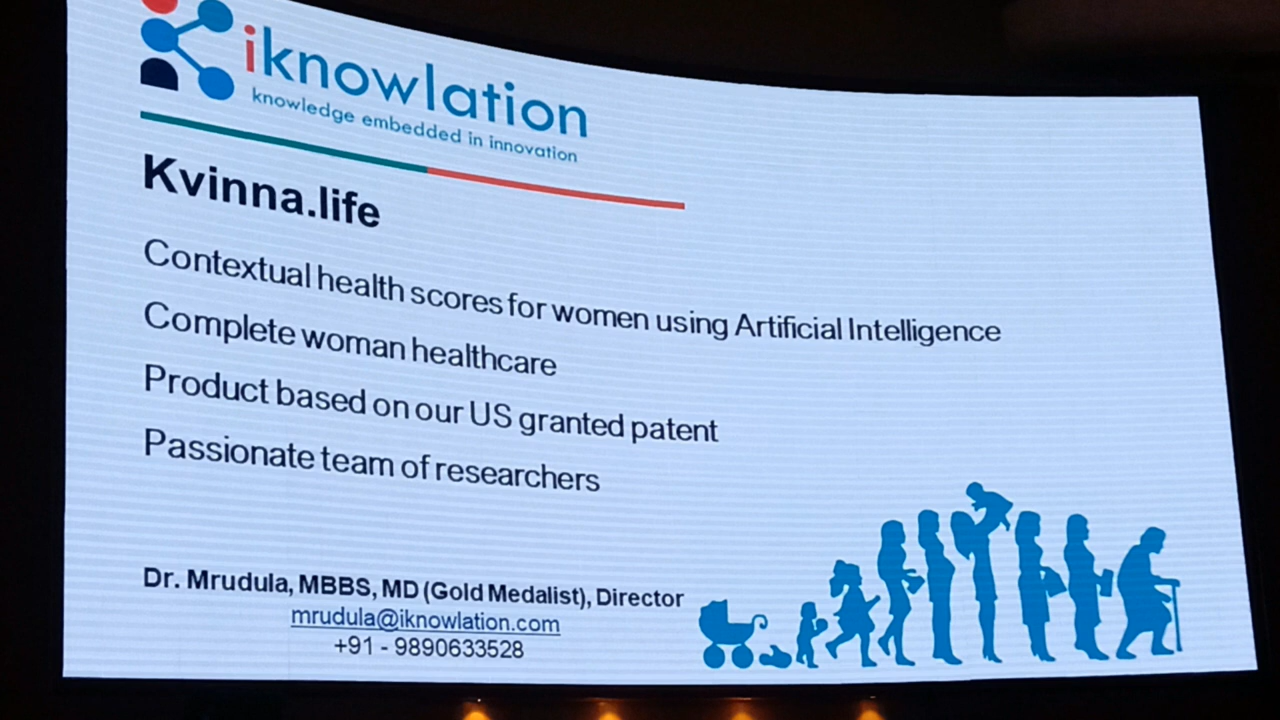 iknowlation
knowledge embedded in innovation
Kvinna.life
Contextual health scores for women using Artificial Intelligence
Complete woman healthcare
Product based on our US granted patent
Passionate team of researchers
Dr. Mrudula, MBBS, MD (Gold Medalist), Director
mrudula@iknowlation.com
+91 - 9890633528